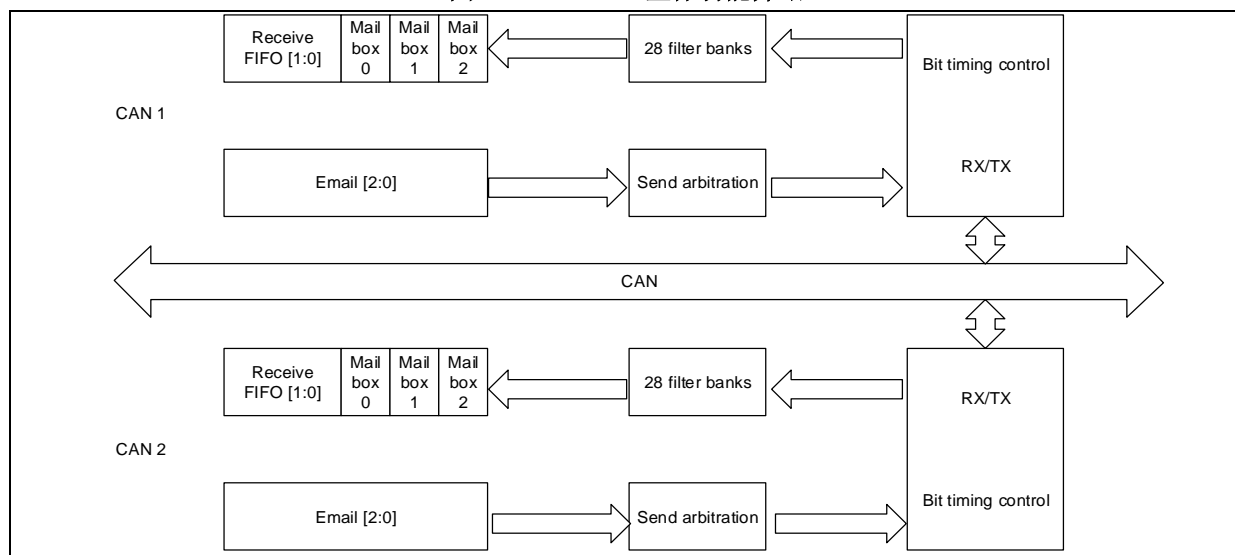 Receive
FIFO [1:0]
Mail
box
0
Mail
box
1
Mail
box
2
28 filter banks
Bit timing control
CAN 1
RX/TX
Email [2:0]
Send arbitration
CAN
Receive
FIFO [1:0]
Mail
box
0
Mail
box
1
Mail
box
2
28 filter banks
RX/TX
CAN 2
Bit timing control
Email [2:0]
Send arbitration